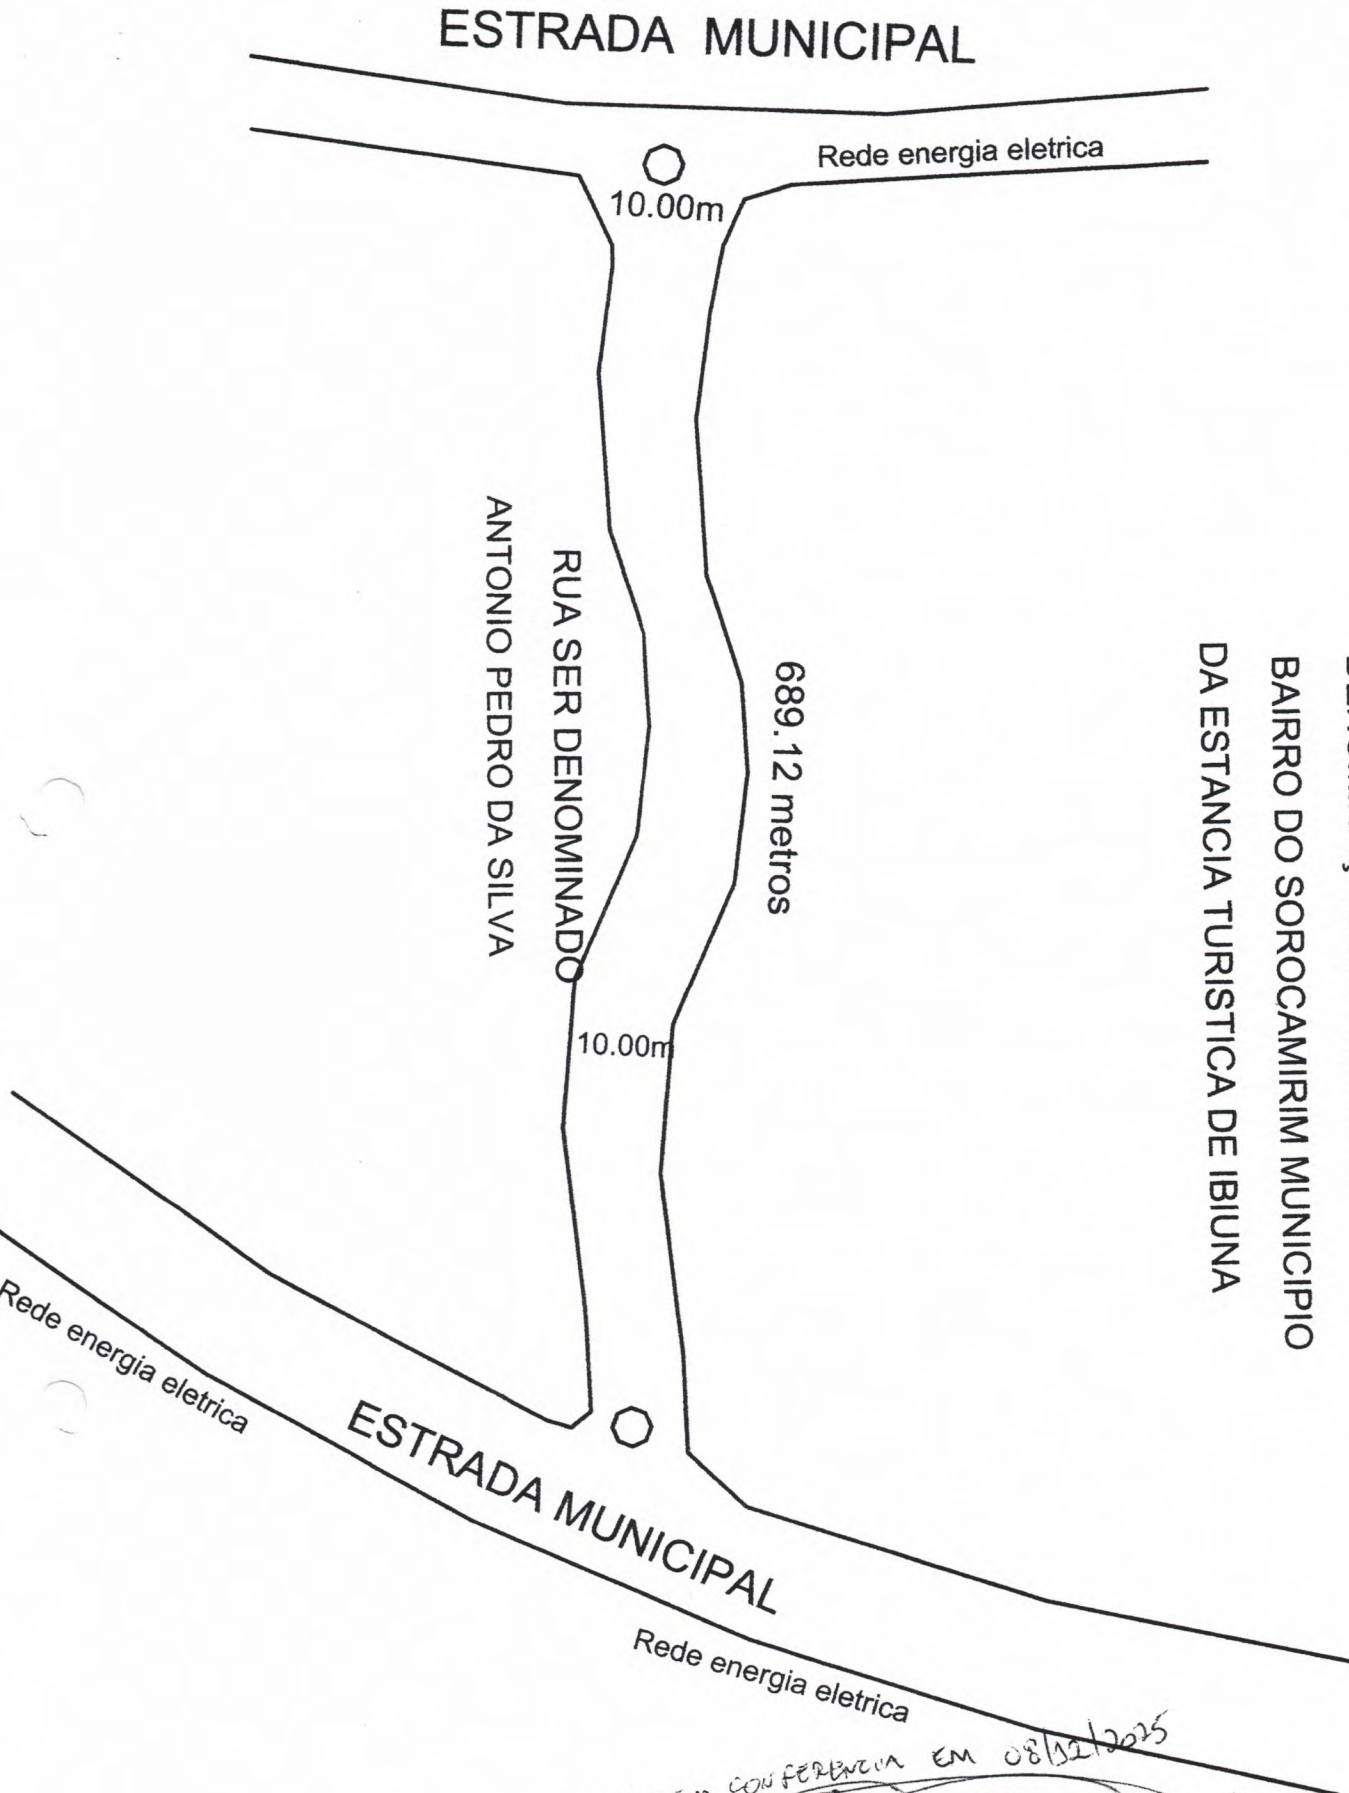 ESTRADA MUNICIPAL
Rede energia eletrica
10.00m
BAIRRO DO SOROCAMIRIM MUNICIPIO
DA ESTANCIA TURISTICA DE IBIUNA
689.12 metros
RUA SER DENOMINADO
ANTONIO PEDRO DA SILVA
10.00m
Rede energia eletrica
ESTRADA MUNICIPAL
Rede energia eletrica
CONFERENCIA EM 08/12/2025